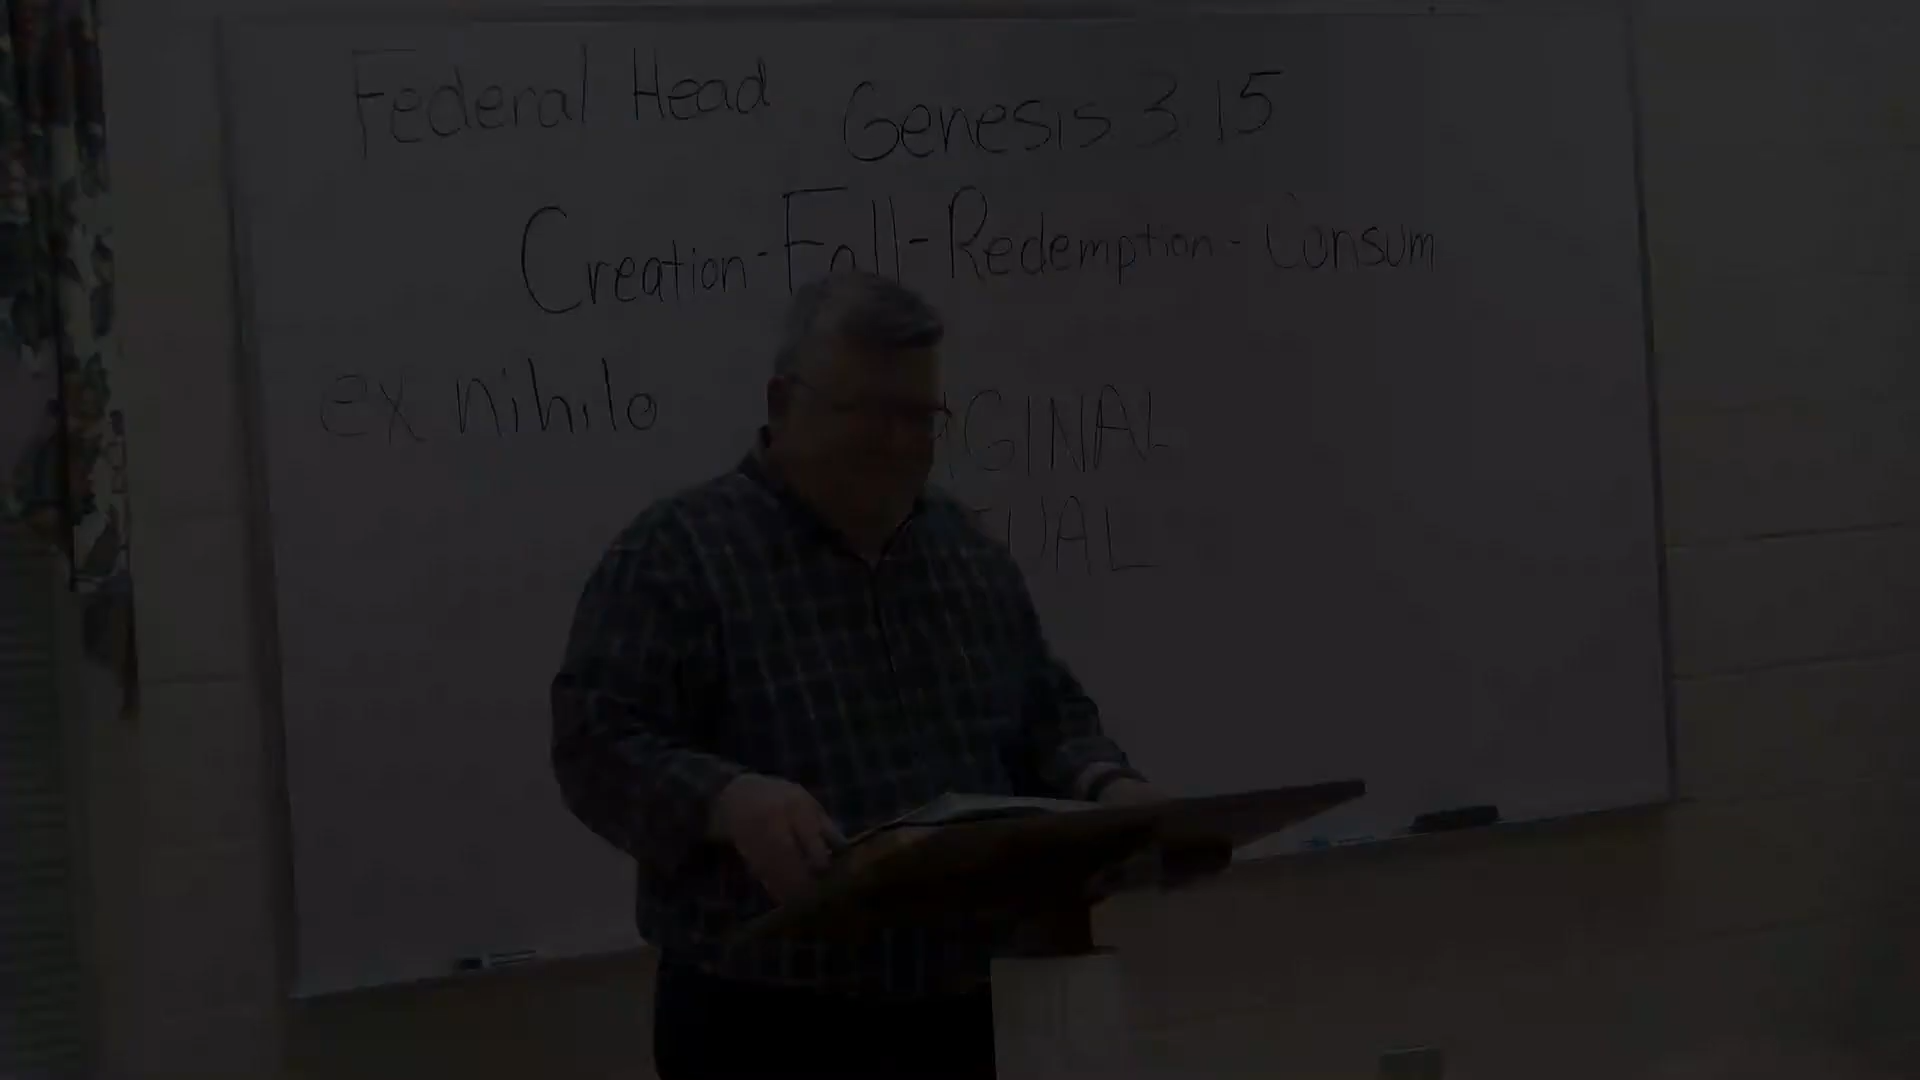 Federal Head Genesis 3:15
Creation-Fall-Redemption-Consum
ex nihilo